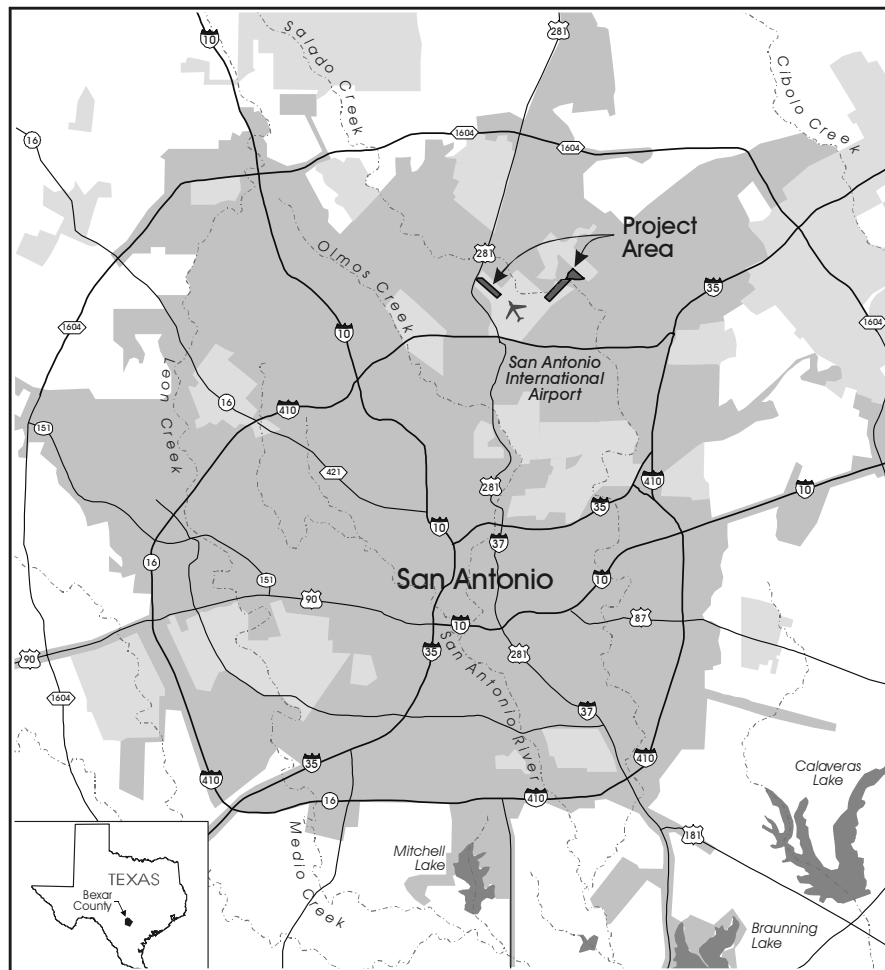 10
281
Salado Creek
Cibolo Creek
16
1604
1604
Project
Area
281
Olmos Creek
35
1604
10
1604
San Antonio
International
Airport
Leon Creek
16
410
151
421
281
410
10
35
10
37
16
San Antonio
10
151
90
10
87
35
281
90
San Antonio River
1604
37
35
410
410
Calaveras
Lake
410
16
181
Medio Creek
Mitchell
Lake
TEXAS
Bexar
County
Braunning
Lake